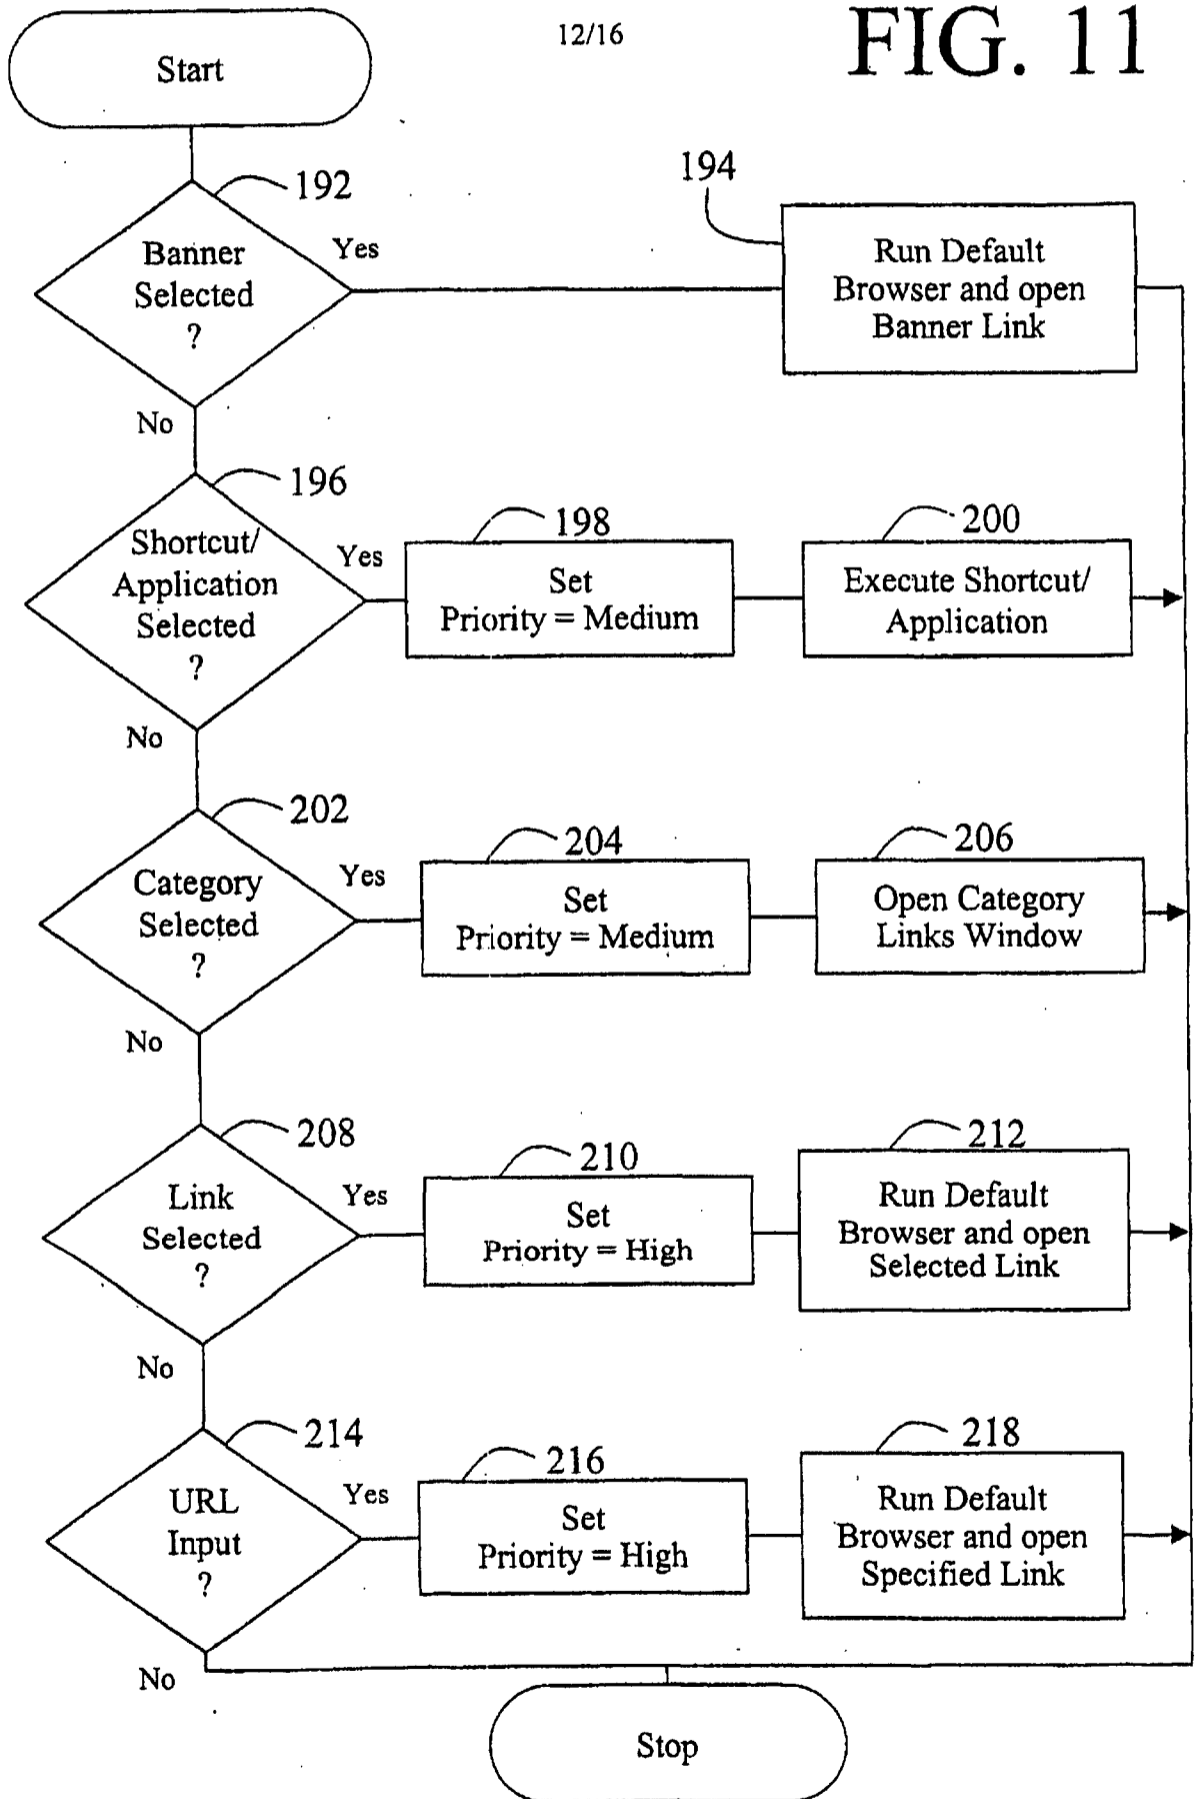 12/16
FIG. 11
Start
192
Banner
Selected
?
Yes
No
194
Run Default
Browser and open
Banner Link
196
Shortcut/
Application
Selected
?
Yes
No
198
Set
Priority = Medium
200
Execute Shortcut/
Application
202
Category
Selected
?
Yes
No
204
Set
Priority = Medium
206
Open Category
Links Window
208
Link
Selected
?
Yes
No
210
Set
Priority = High
212
Run Default
Browser and open
Selected Link
214
URL
Input
?
Yes
No
216
Set
Priority = High
218
Run Default
Browser and open
Specified Link
Stop